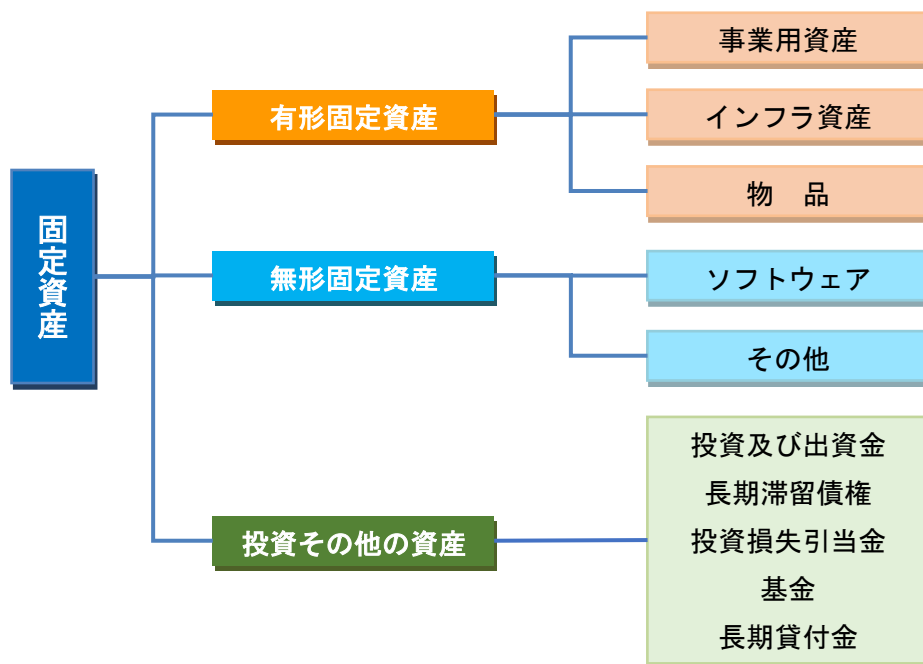 固定資産
有形固定資産
事業用資産
インフラ資産
物　品
無形固定資産
ソフトウェア
その他
投資その他の資産
投資及び出資金
長期滞留債権
投資損失引当金
基金
長期貸付金